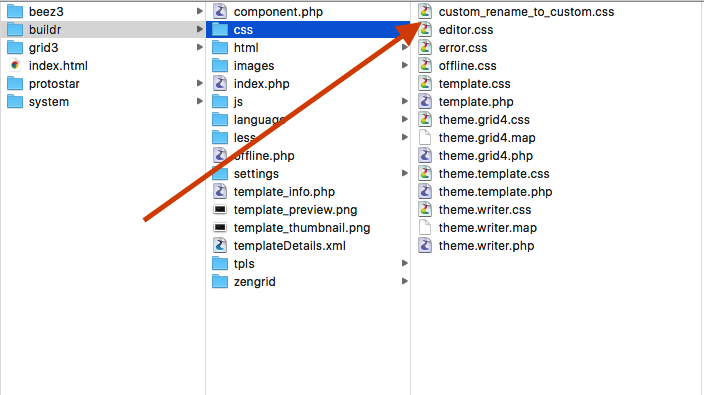 beez3
buildr
grid3
index.html
protostar
system
component.php
css
html
images
index.php
js
language
less
offline.php
settings
template_info.php
template_preview.png
template_thumbnail.png
templateDetails.xml
tpls
zengrid
custom_rename_to_custom.css
editor.css
error.css
offline.css
template.css
template.php
theme.grid4.css
theme.grid4.map
theme.grid4.php
theme.template.css
theme.template.php
theme.writer.css
theme.writer.map
theme.writer.php